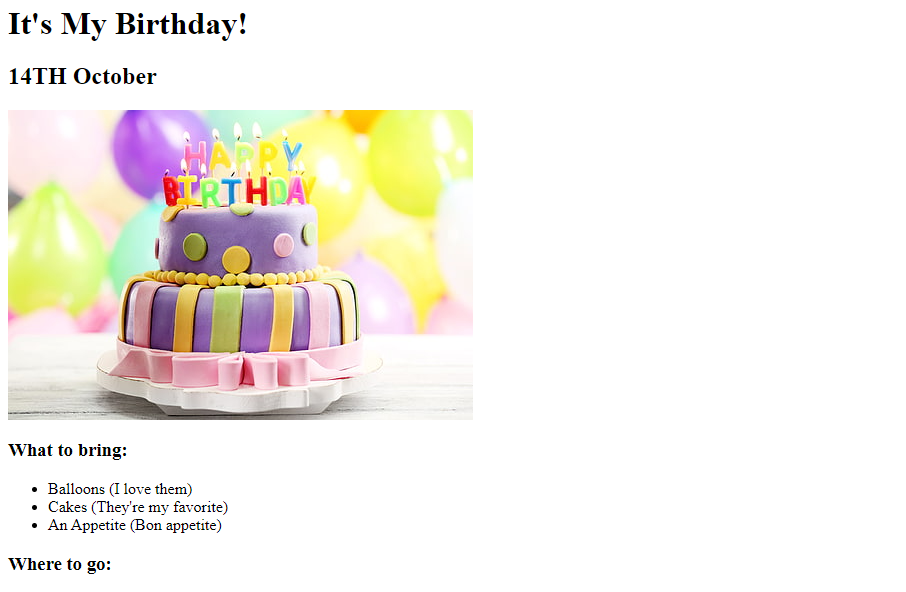 It's My Birthday!
14TH October
HAPPY
BIRTHDAY
What to bring:
Balloons (I love them)
Cakes (They're my favorite)
An Appetite (Bon appetite)
Where to go: